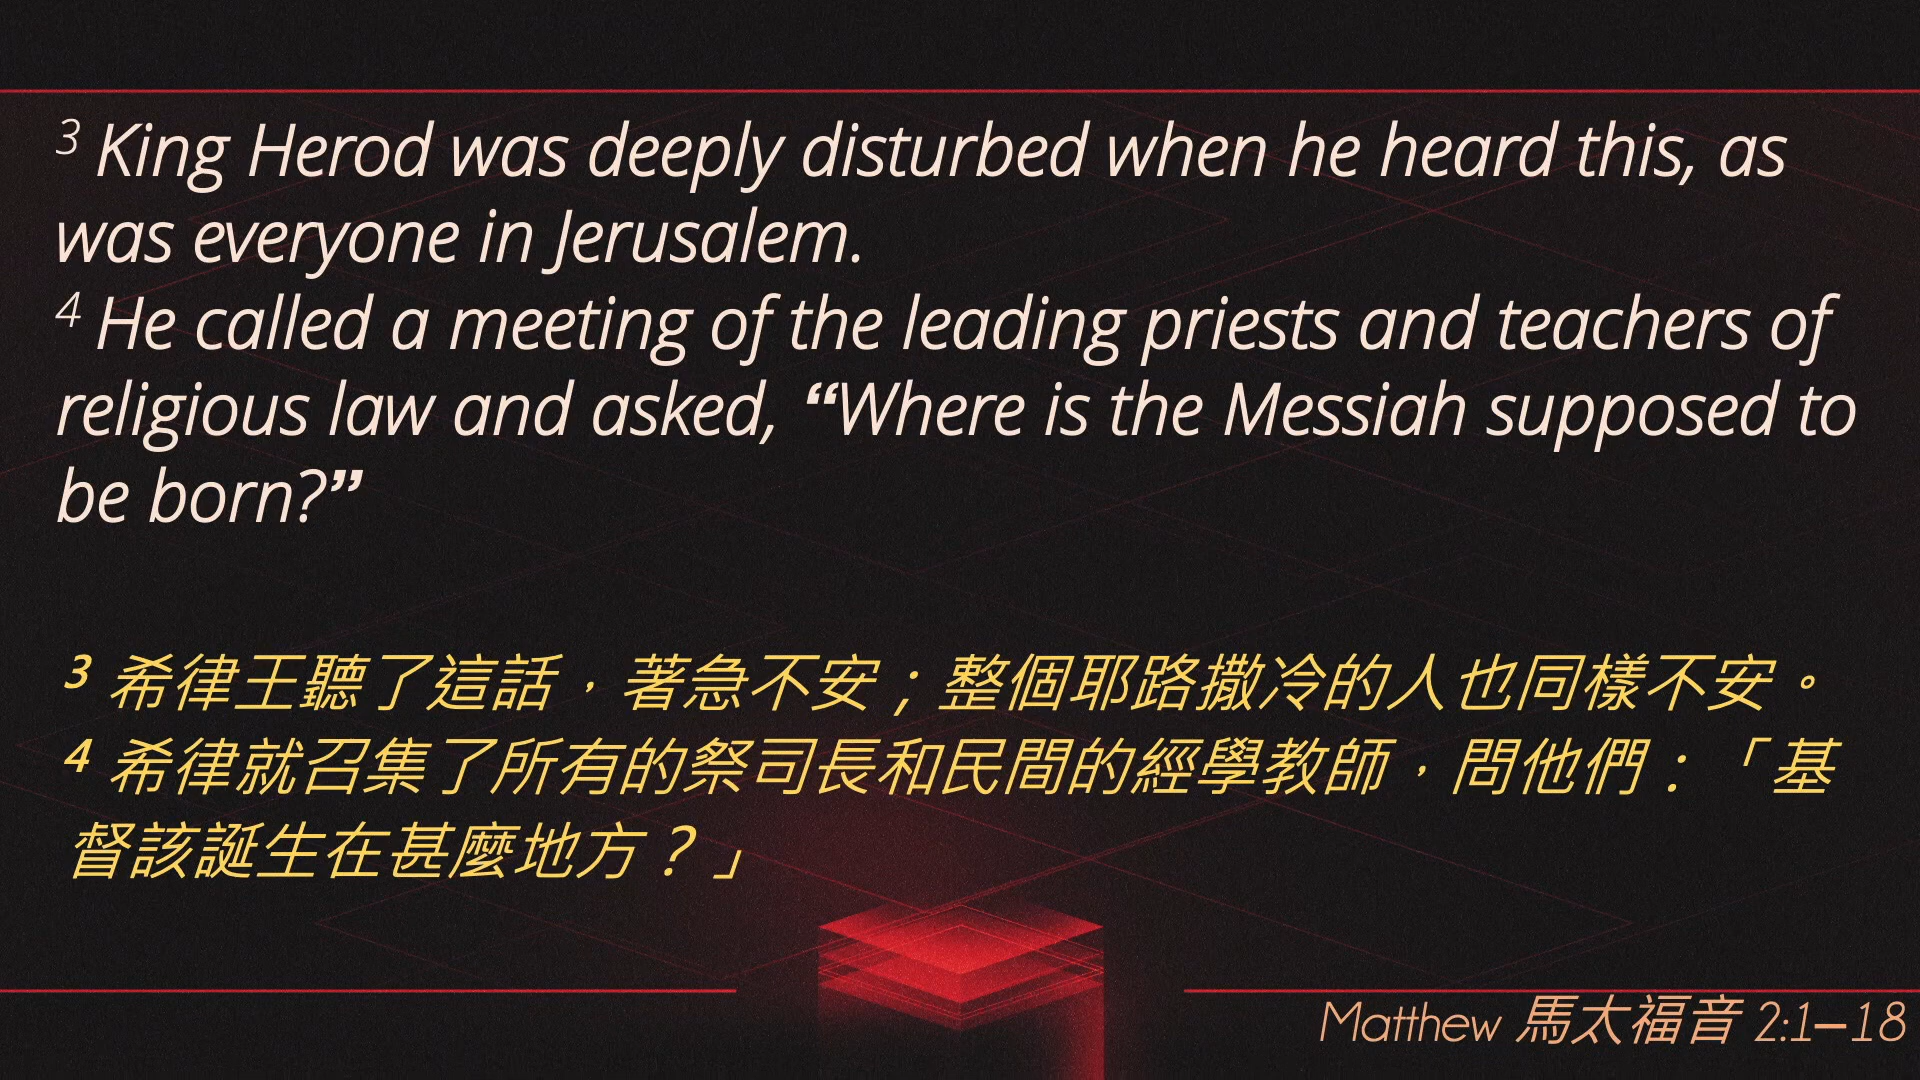 3 King Herod was deeply disturbed when he heard this, as
was everyone in Jerusalem.
4 He called a meeting of the leading priests and teachers of
religious law and asked, “Where is the Messiah supposed to
be born?”
3 希律王聽了這話，著急不安；整個耶路撒冷的人也同樣不安。
4 希律就召集了所有的祭司長和民間的經學教師，問他們：「基
督該誕生在甚麼地方？」
Matthew 馬太福音 2:1–18